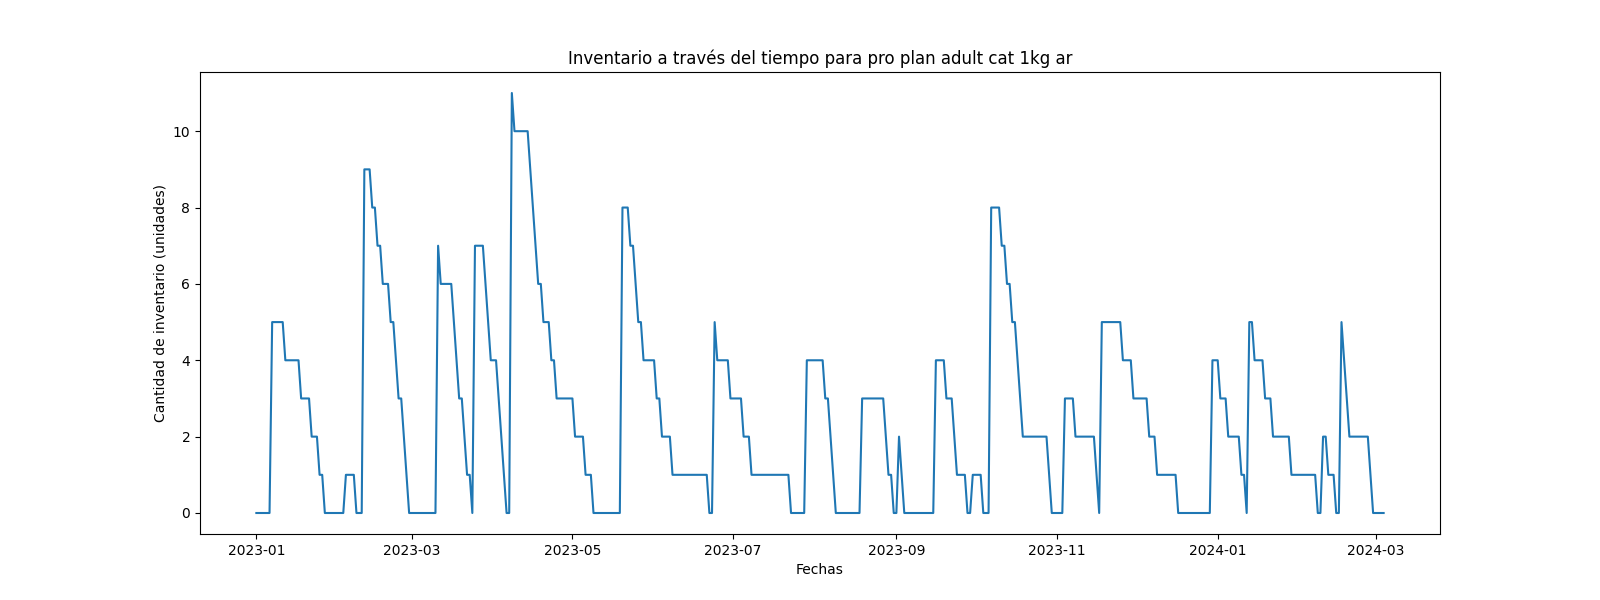 Inventario a través del tiempo para pro plan adult cat 1kg ar
Cantidad de inventario (unidades)
10
8
6
4
2
0
2023-01 2023-03 2023-05 2023-07 2023-09 2023-11 2024-01 2024-03
Fechas